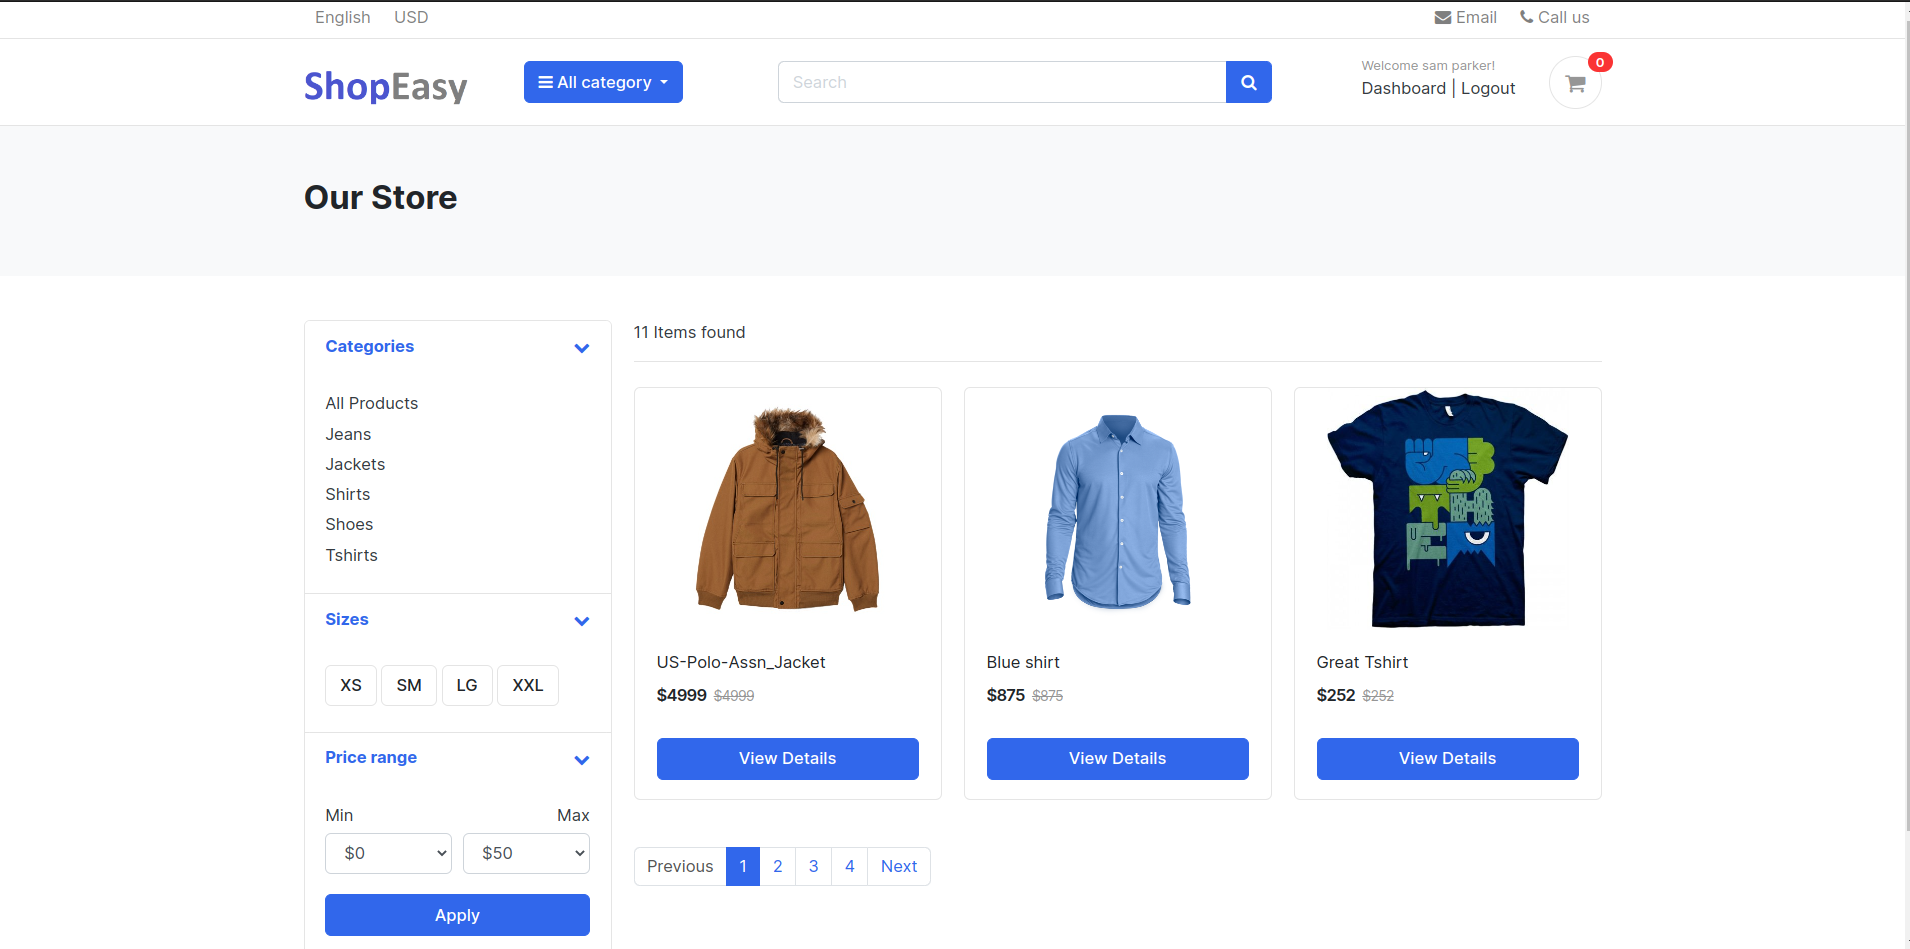 English USD Email Call us
ShopEasy All category Search Welcome sam parker! 0
Dashboard | Logout
Our Store
Categories
All Products
Jeans
Jackets
Shirts
Shoes
Tshirts
Sizes
XS SM LG XXL
Price range
Min Max
$0 $50
Apply
11 Items found
US-Polo-Assn_Jacket
$4999 $4999
View Details
Blue shirt
$875 $875
View Details
Great Tshirt
$252 $252
View Details
Previous 1 2 3 4 Next